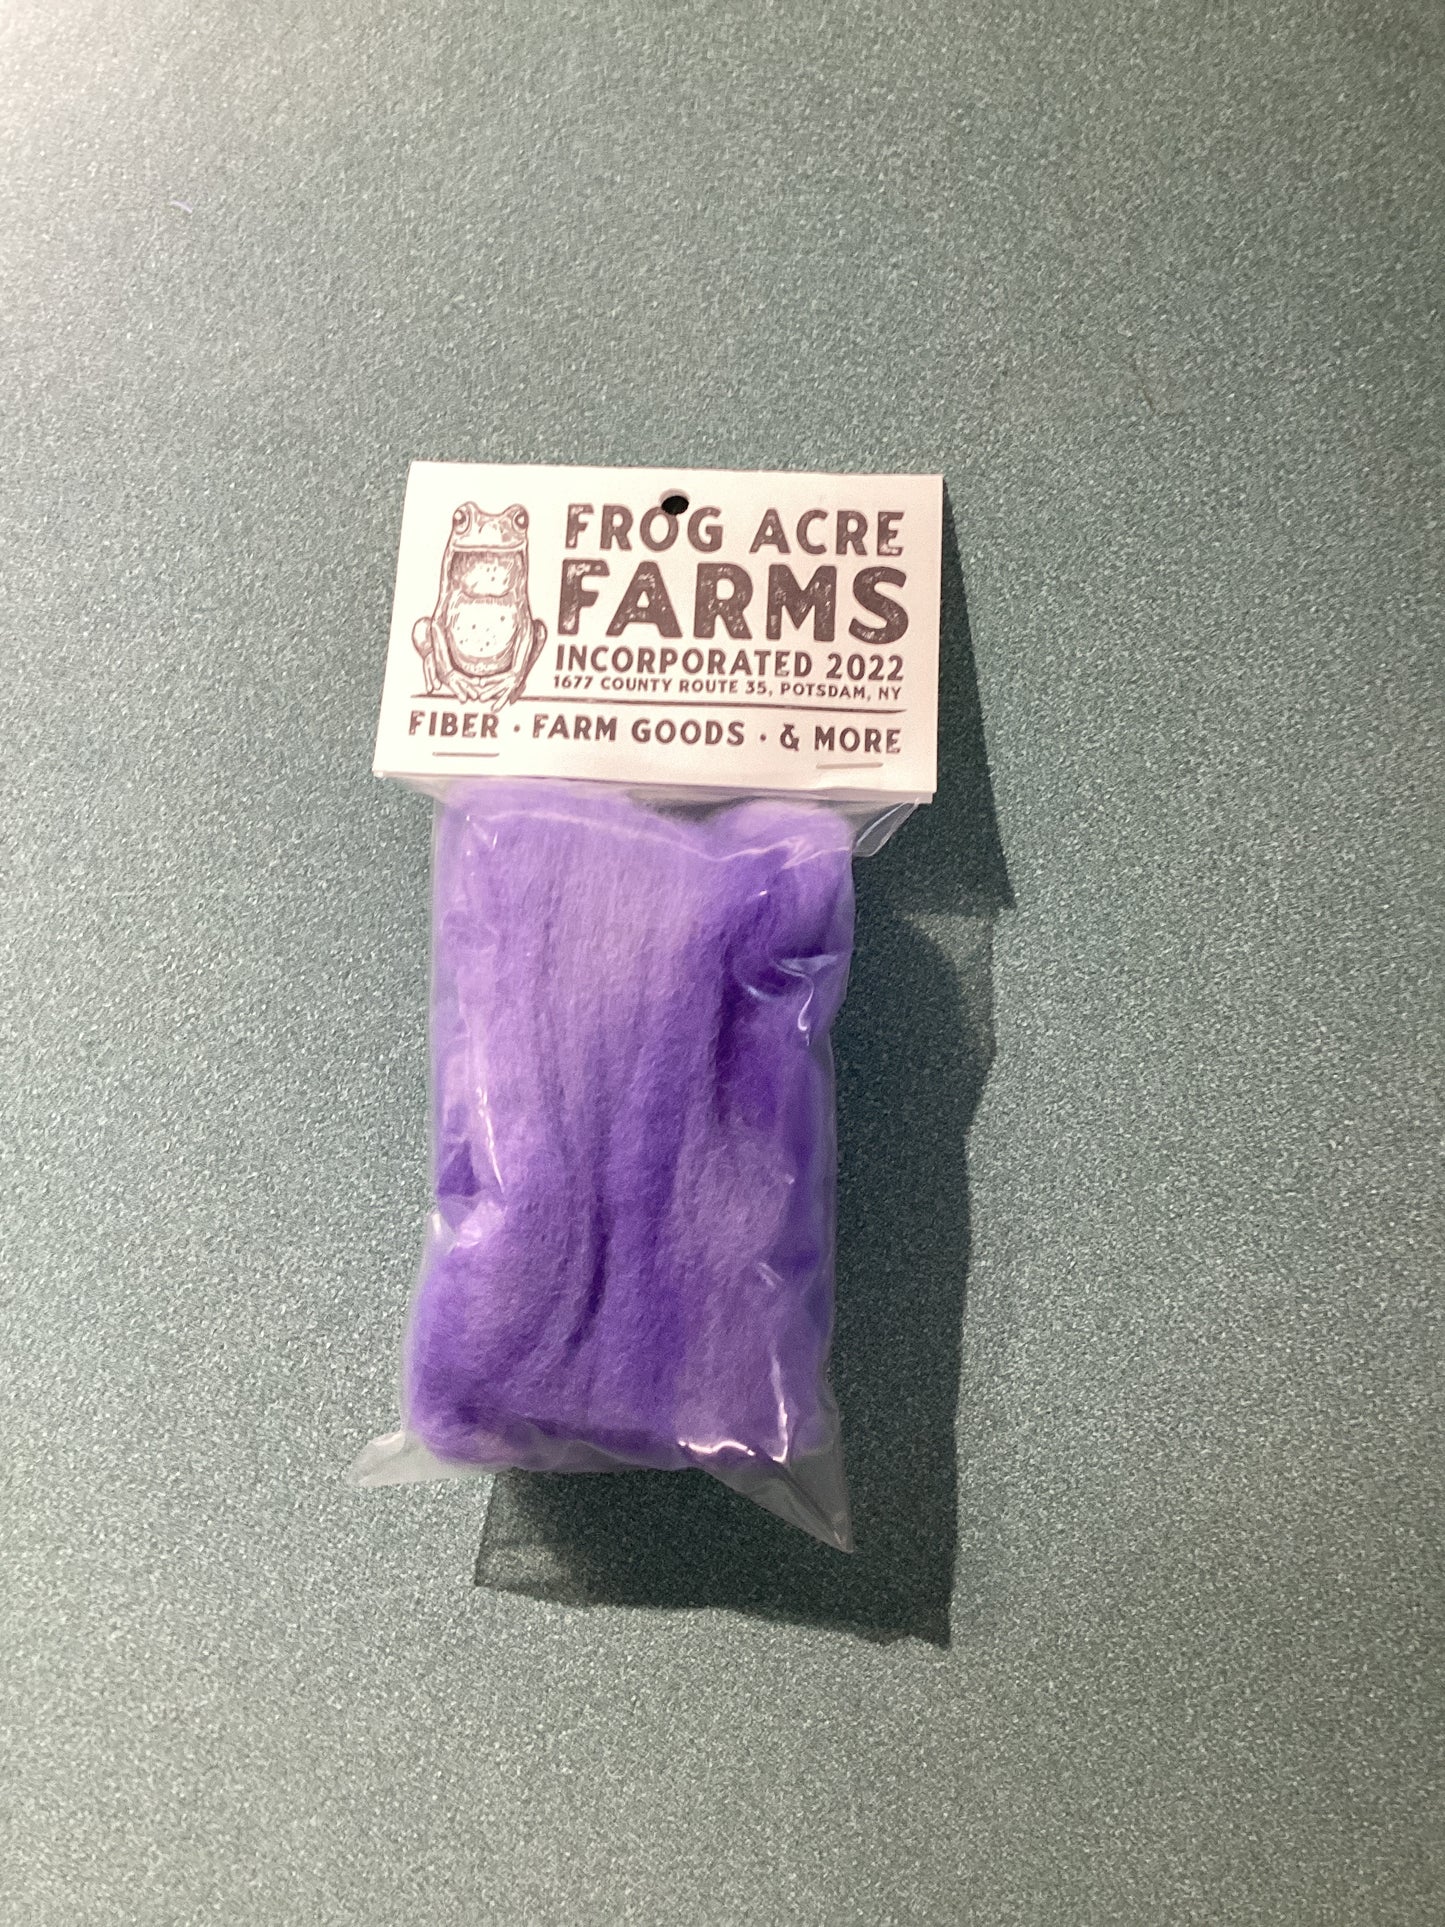 FROG ACRE
FARMS
INCORPORATED 2022
1677 COUNTY ROUTE 35, POTSDAM, NY
FIBER · FARM GOODS · & MORE